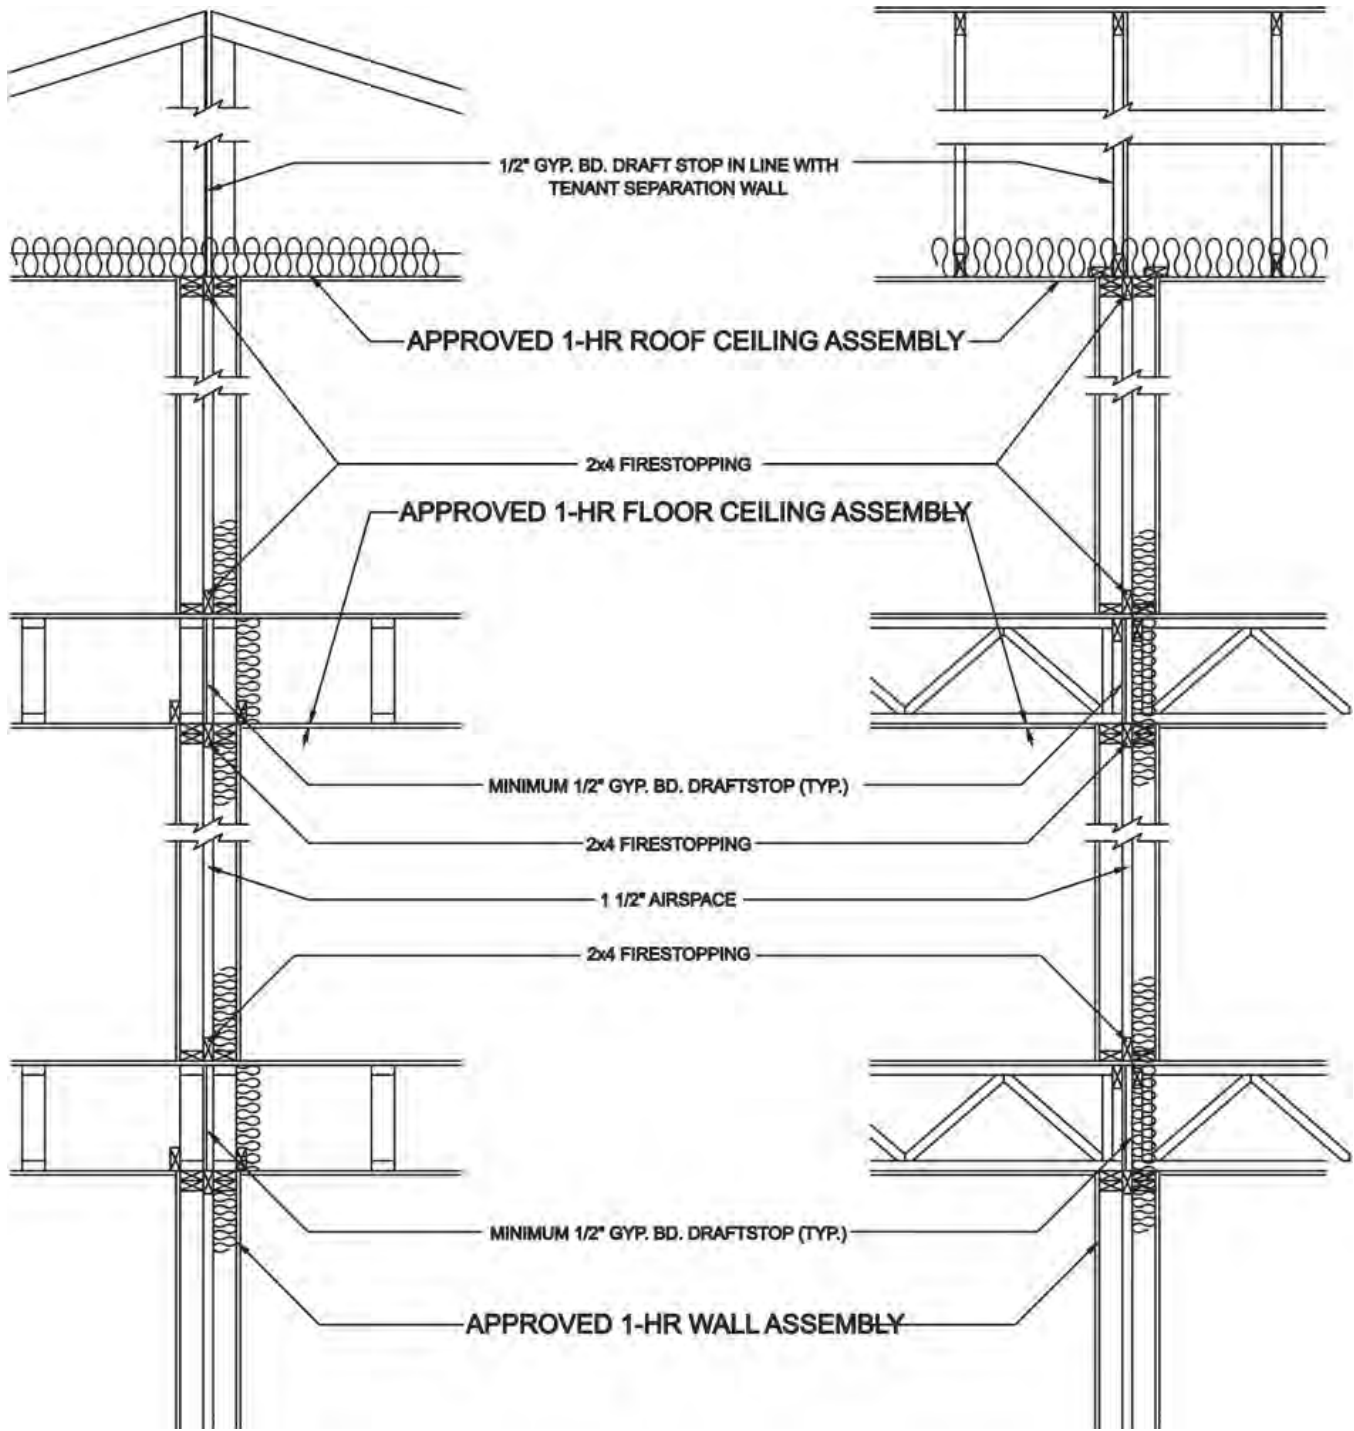 1/2" GYP. BD. DRAFT STOP IN LINE WITH
TENANT SEPARATION WALL
APPROVED 1-HR ROOF CEILING ASSEMBLY
2x4 FIRESTOPPING
APPROVED 1-HR FLOOR CEILING ASSEMBLY
MINIMUM 1/2" GYP. BD. DRAFTSTOP (TYP.)
2x4 FIRESTOPPING
1 1/2" AIRSPACE
2x4 FIRESTOPPING
MINIMUM 1/2" GYP. BD. DRAFTSTOP (TYP.)
APPROVED 1-HR WALL ASSEMBLY